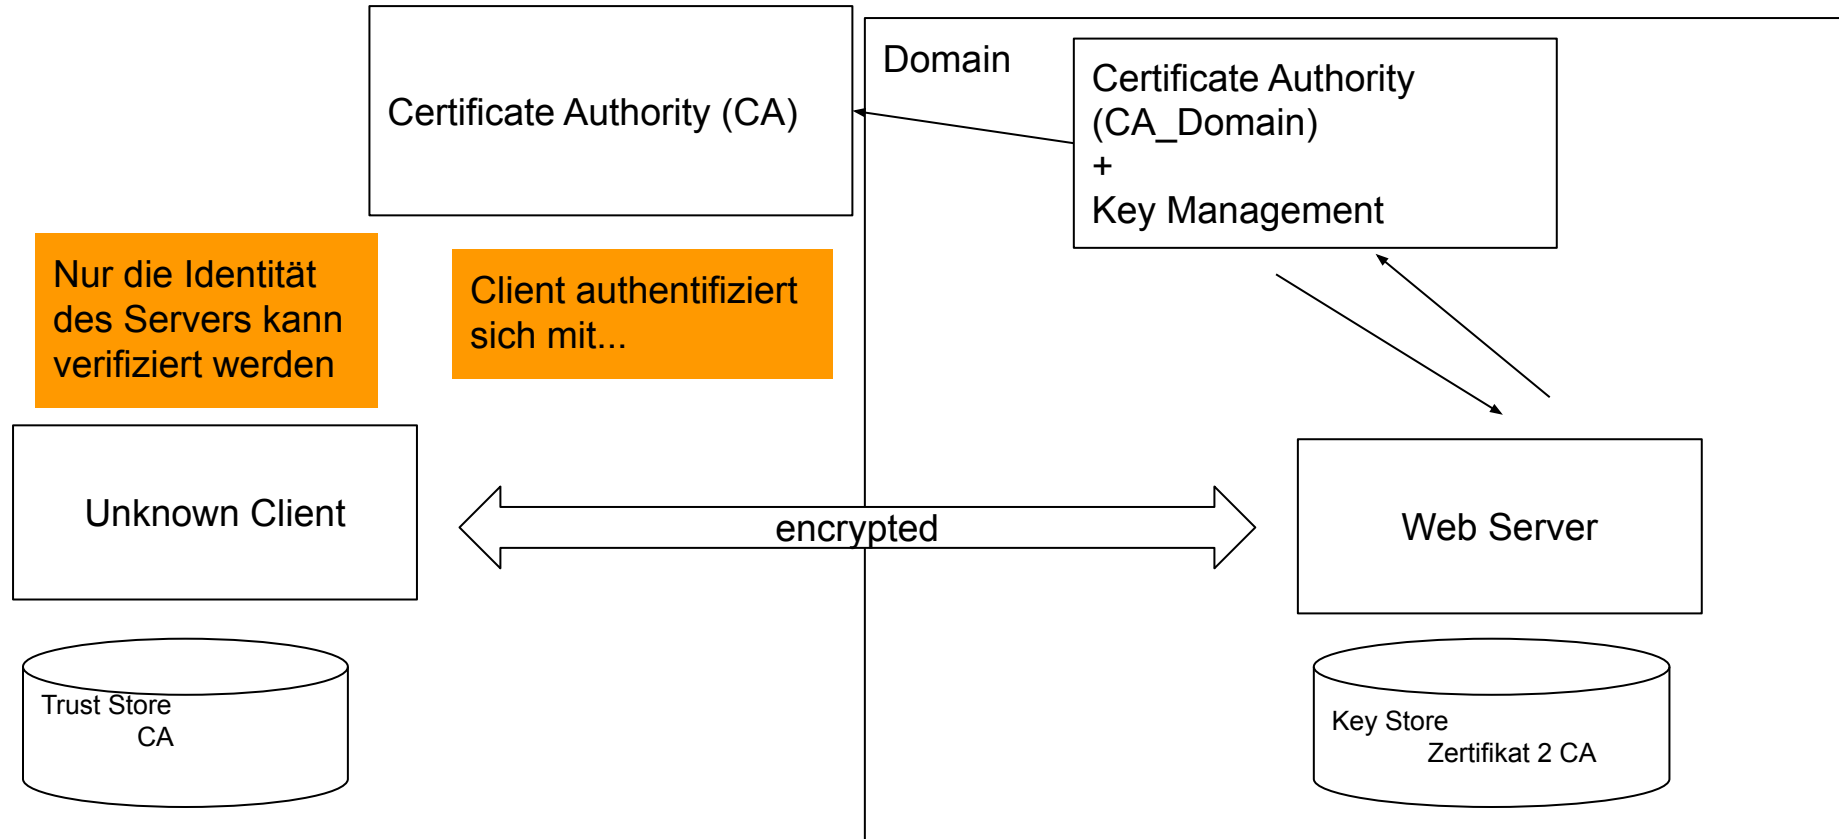 Certificate Authority (CA)
Domain
Certificate Authority
(CA_Domain)
+
Key Management
Nur die Identität
des Servers kann
verifiziert werden
Client authentifiziert
sich mit...
Unknown Client
encrypted
Web Server
Trust Store
CA
Key Store
Zertifikat 2 CA